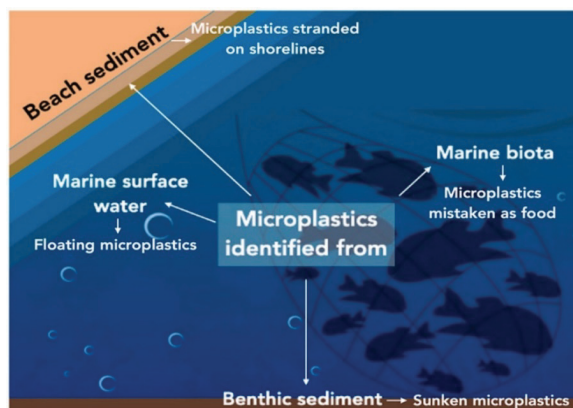 Beach sediment
Microplastics stranded
on shorelines
Marine surface
water
Floating microplastics
Microplastics
identified from
Marine biota
Microplastics
mistaken as food
Benthic sediment
Sunken microplastics